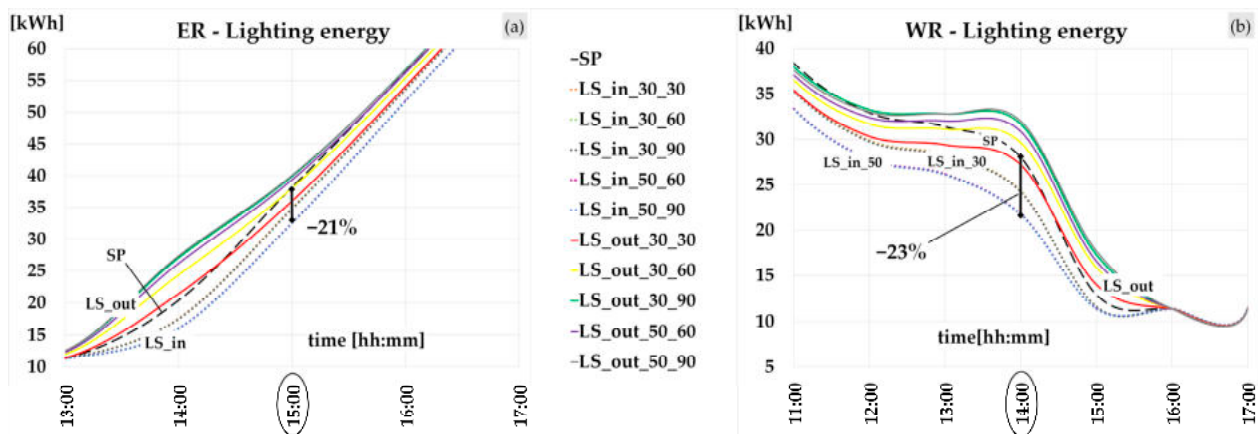 [kWh]
ER - Lighting energy
(a)
60
55
50
45
40
35
30
25
20
15
10
SP
LS_out
LS_in
−21%
time [hh:mm]
13:00
14:00
15:00
16:00
17:00
–SP
···LS_in_30_30
···LS_in_30_60
···LS_in_30_90
···LS_in_50_60
···LS_in_50_90
–LS_out_30_30
–LS_out_30_60
–LS_out_30_90
–LS_out_50_60
–LS_out_50_90
[kWh]
WR - Lighting energy
(b)
40
35
30
25
20
15
10
5
SP
LS_in_50
LS_in_30
−23%
LS_out
time[hh:mm]
11:00
12:00
13:00
14:00
15:00
16:00
17:00